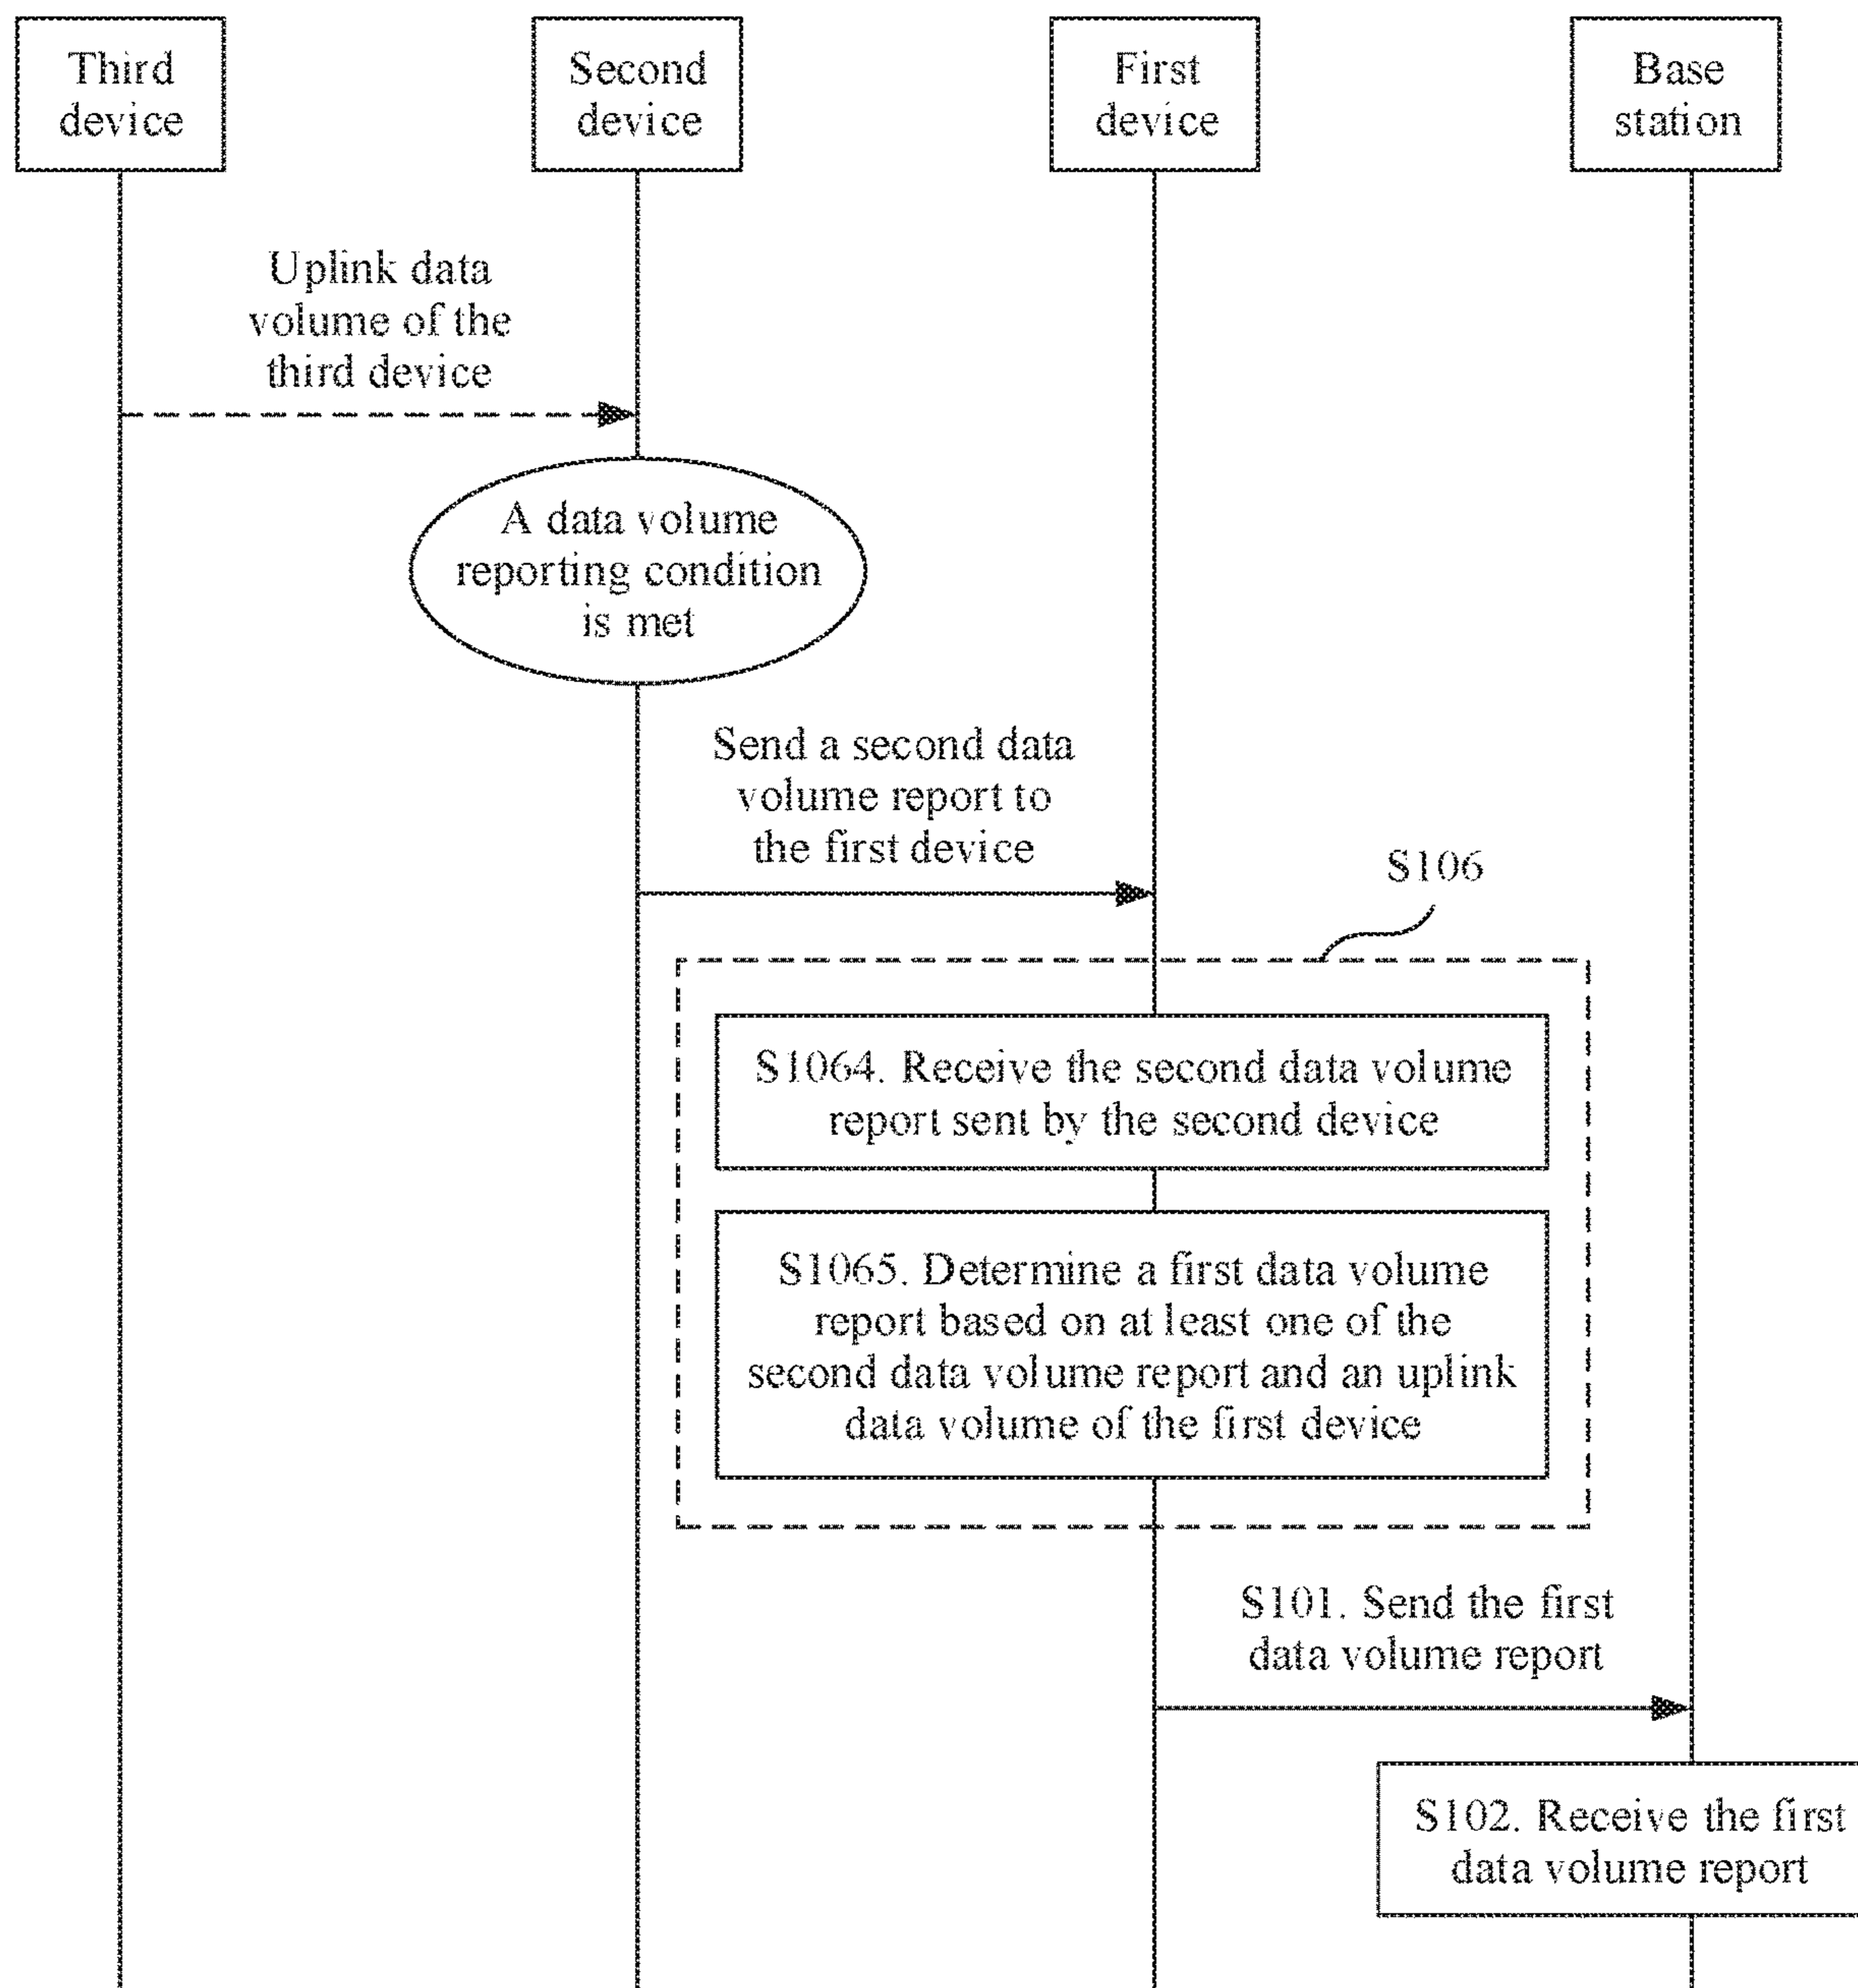 Third
device
Second
device
First
device
Base
station
Uplink data
volume of the
third device
A data volume
reporting condition
is met
Send a second data
volume report to
the first device
S106
S1064. Receive the second data volume
report sent by the second device
S1065. Determine a first data volume
report based on at least one of the
second data volume report and an uplink
data volume of the first device
S101. Send the first
data volume report
S102. Receive the first
data volume report